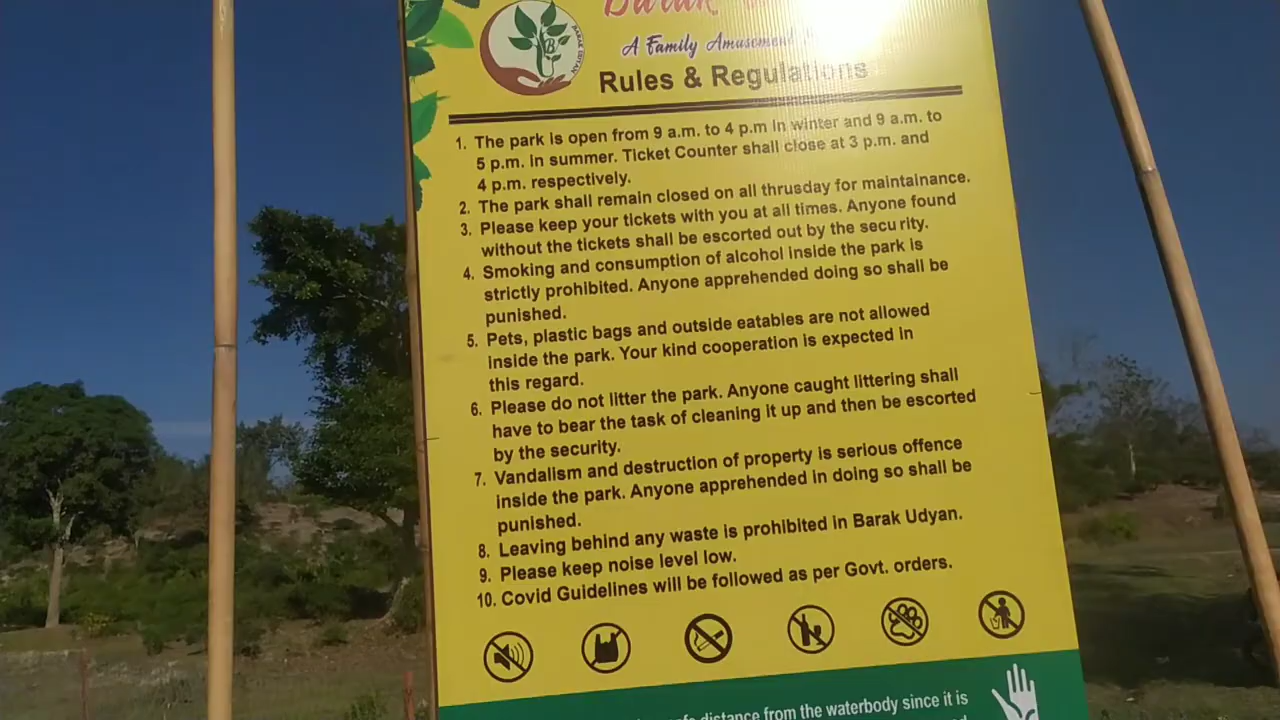 Barak
A Family Amusement
Rules & Regulations
BARAK UDYAN
B
1. The park is open from 9 a.m. to 4 p.m in winter and 9 a.m. to
5 p.m. in summer. Ticket Counter shall close at 3 p.m. and
4 p.m. respectively.
2. The park shall remain closed on all thrusday for maintainance.
3. Please keep your tickets with you at all times. Anyone found
without the tickets shall be escorted out by the security.
4. Smoking and consumption of alcohol inside the park is
strictly prohibited. Anyone apprehended doing so shall be
punished.
5. Pets, plastic bags and outside eatables are not allowed
inside the park. Your kind cooperation is expected in
this regard.
6. Please do not litter the park. Anyone caught littering shall
have to bear the task of cleaning it up and then be escorted
by the security.
7. Vandalism and destruction of property is serious offence
inside the park. Anyone apprehended in doing so shall be
punished.
8. Leaving behind any waste is prohibited in Barak Udyan.
9. Please keep noise level low.
10. Covid Guidelines will be followed as per Govt. orders.
distance from the waterbody since it is